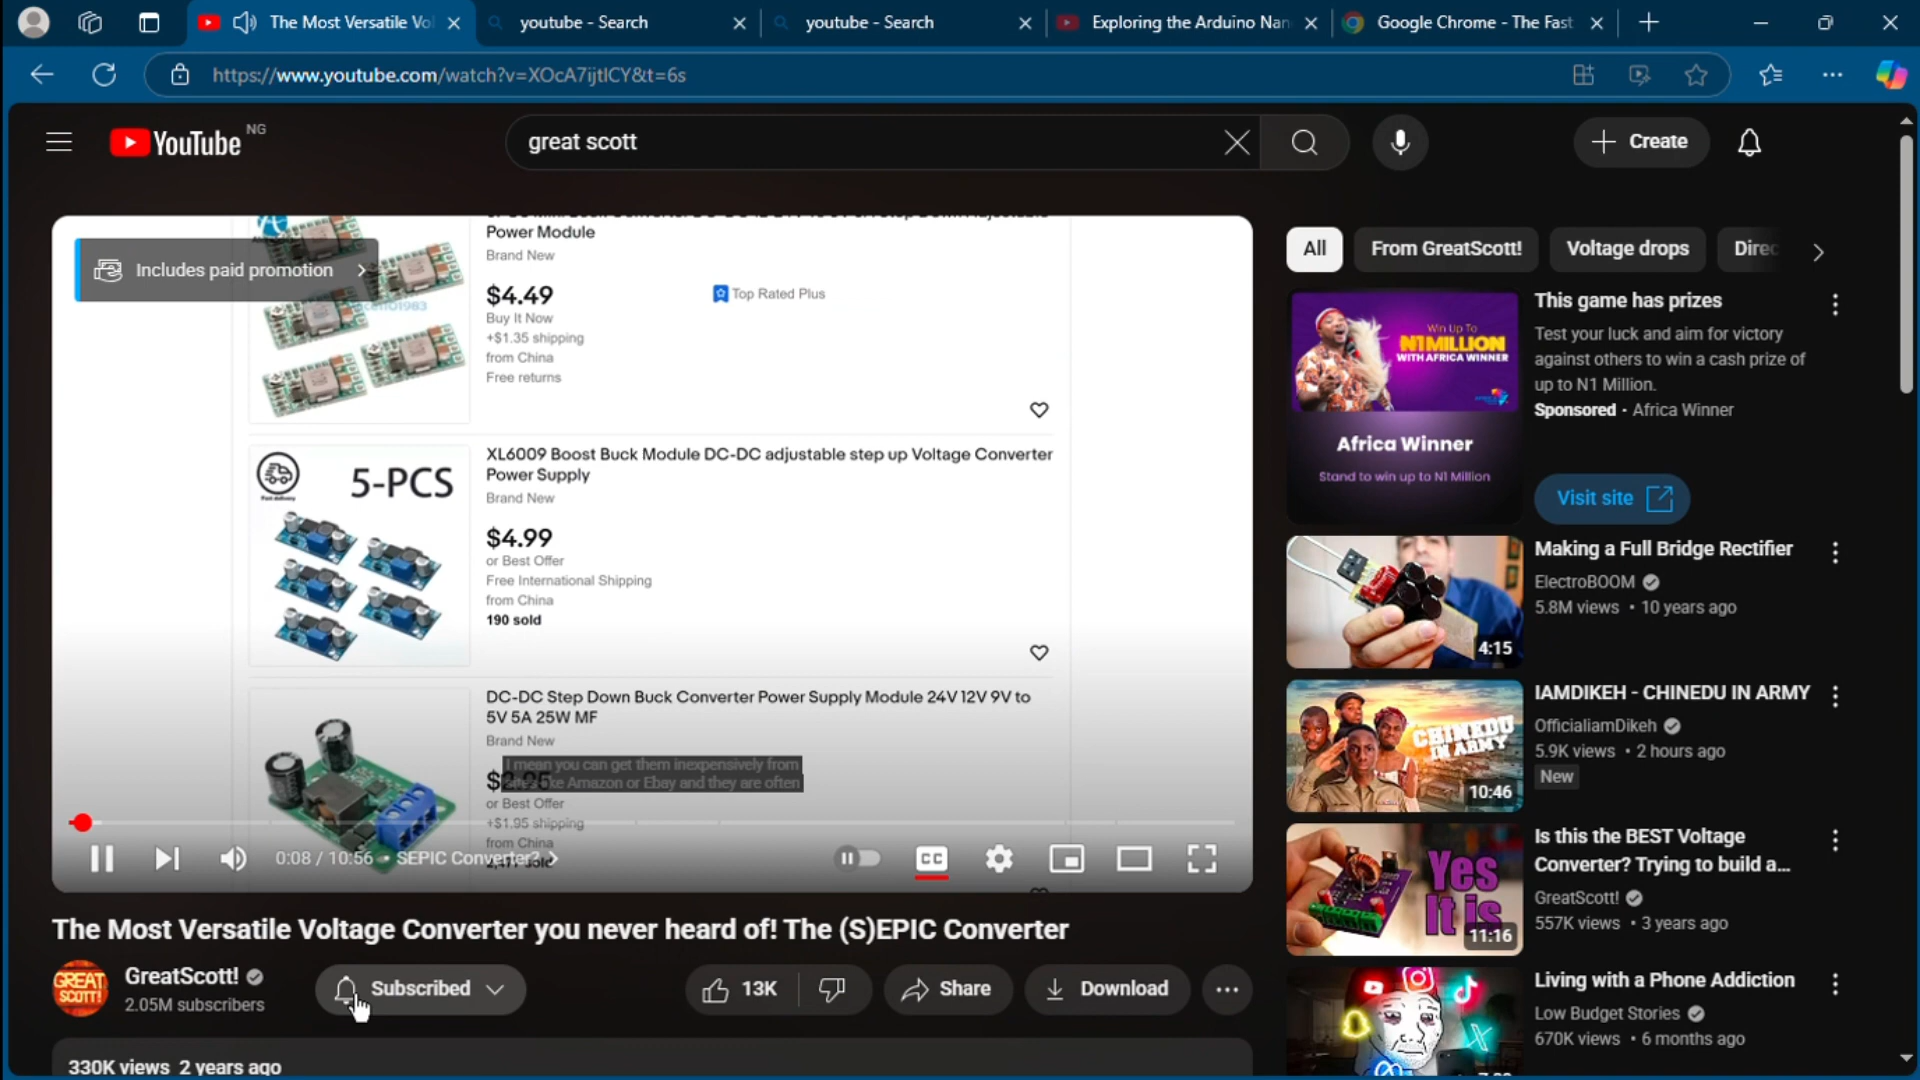 The Most Versatile Vo
youtube - Search
youtube - Search
Exploring the Arduino Nan
Google Chrome - The Fast
https://www.youtube.com/watch?v=XOcA7ijtlCY&t=6s
YouTube NG
great scott
Create
Includes paid promotion
Power Module
Brand New
$4.49
Buy It Now
+$1.35 shipping
from China
Free returns
Top Rated Plus
5-PCS
XL6009 Boost Buck Module DC-DC adjustable step up Voltage Converter
Power Supply
Brand New
$4.99
or Best Offer
Free International Shipping
from China
190 sold
DC-DC Step Down Buck Converter Power Supply Module 24V 12V 9V to
5V 5A 25W MF
Brand New
I mean you can get them inexpensively from
like Amazon or Ebay and they are often
or Best Offer
+$1.95 shipping
from China
0:08 / 10:56 • SEPIC Converter?
CC
The Most Versatile Voltage Converter you never heard of! The (S)EPIC Converter
GREAT
SCOTT!
GreatScott!
2.05M subscribers
Subscribed
13K
Share
Download
330K views 2 years ago
All
From GreatScott!
Voltage drops
Direc
Win Up To
N1MILLION
WITH AFRICA WINNER
Africa Winner
Stand to win up to N1 Million
This game has prizes
Test your luck and aim for victory
against others to win a cash prize of
up to N1 Million.
Sponsored · Africa Winner
Visit site
4:15
Making a Full Bridge Rectifier
ElectroBOOM
5.8M views • 10 years ago
CHINEDU
IN ARMY
10:46
IAMDIKEH - CHINEDU IN ARMY
OfficialiamDikeh
5.9K views • 2 hours ago
New
Yes
It is
11:16
Is this the BEST Voltage
Converter? Trying to build a...
GreatScott!
557K views • 3 years ago
Living with a Phone Addiction
Low Budget Stories
670K views • 6 months ago